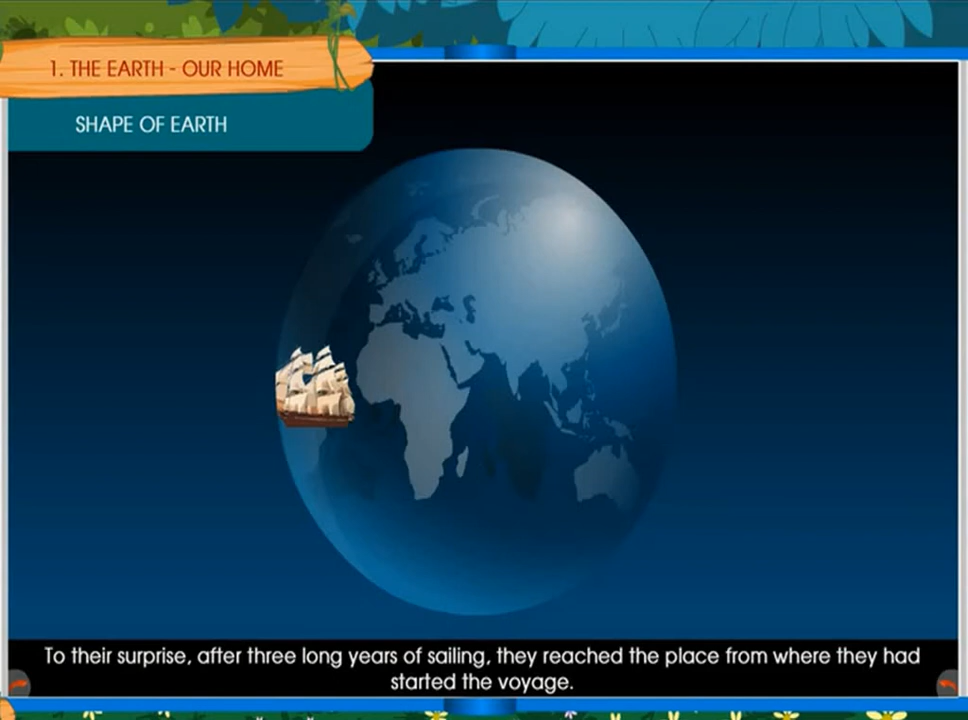 1. THE EARTH - OUR HOME
SHAPE OF EARTH
To their surprise, after three long years of sailing, they reached the place from where they had
started the voyage.